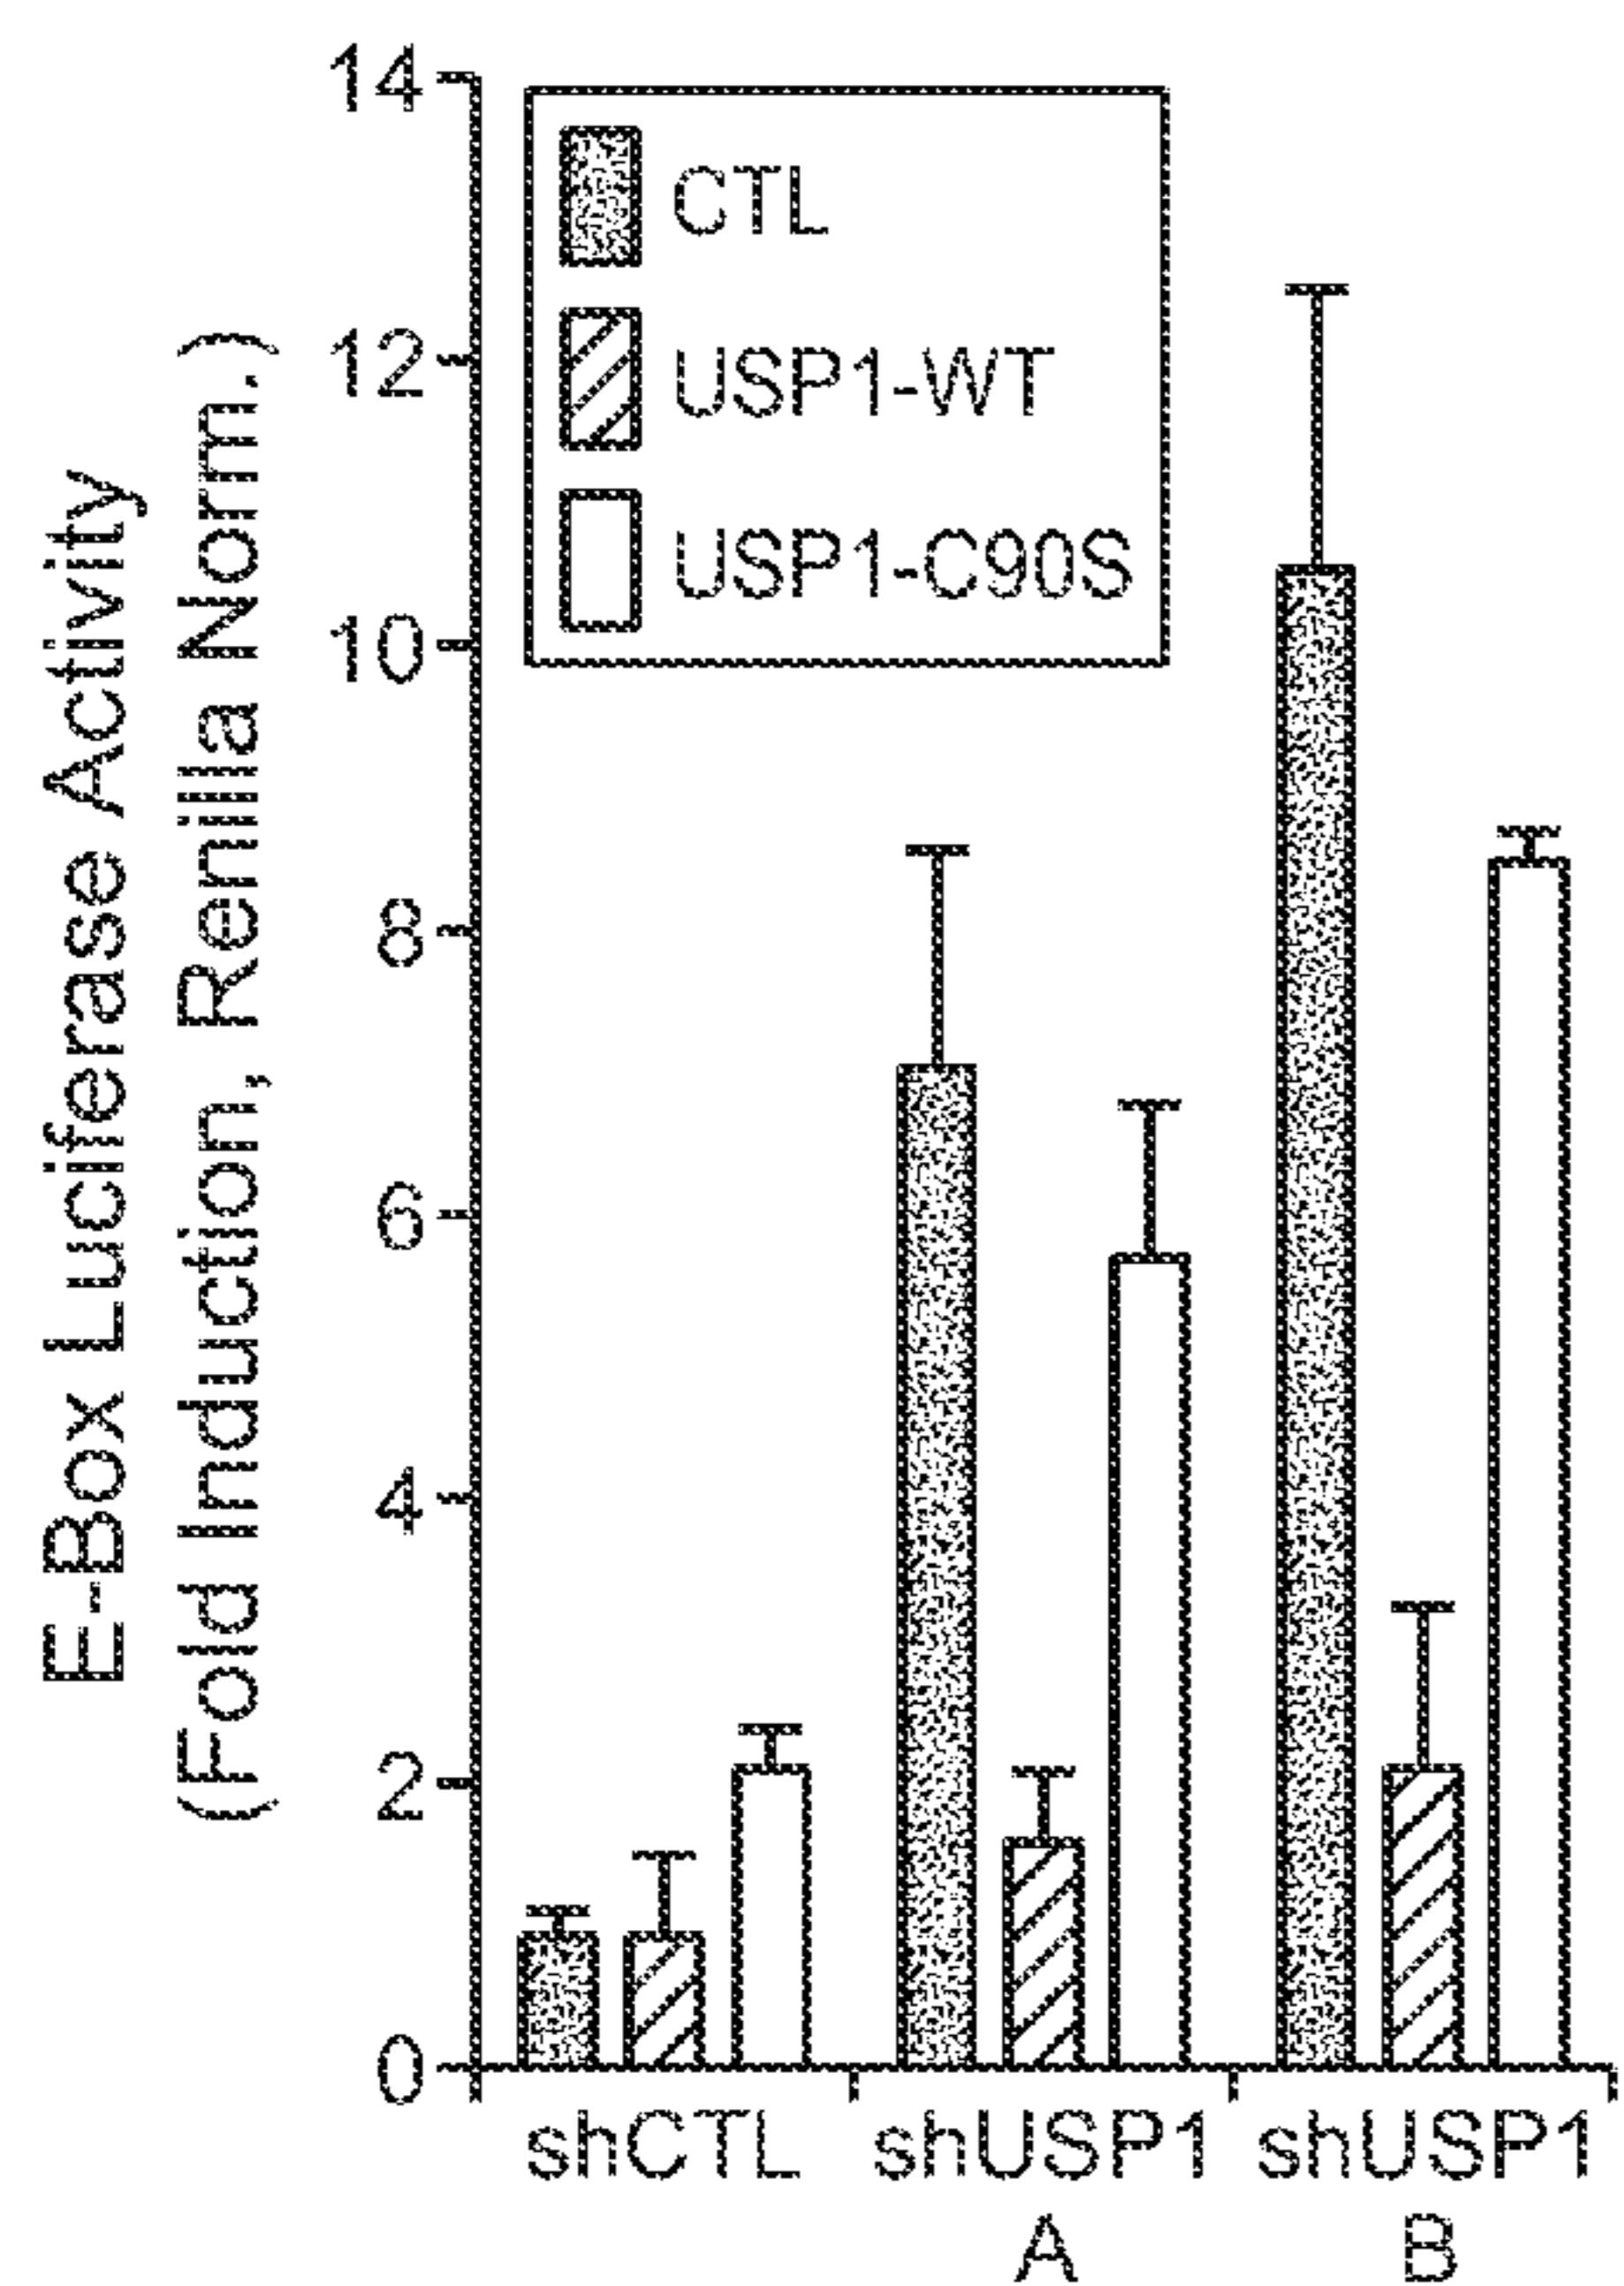 E-Box Luciferase Activity
(Fold Induction, Renilla Norm.)
14
12
10
8
6
4
2
0
CTL
USP1-WT
USP1-C90S
shCTL
shUSP1
A
shUSP1
B